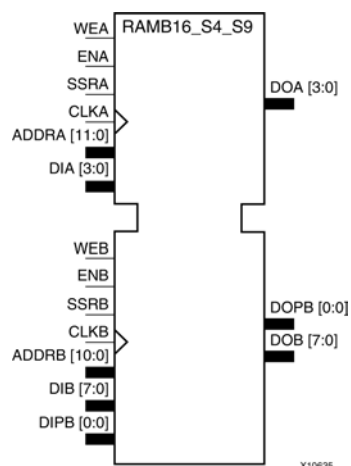 RAMB16_S4_S9
WEA
ENA
SSRA
CLKA
ADDRA [11:0]
DIA [3:0]
DOA [3:0]
WEB
ENB
SSRB
CLKB
ADDRB [10:0]
DIB [7:0]
DIPB [0:0]
DOPB [0:0]
DOB [7:0]
X10635